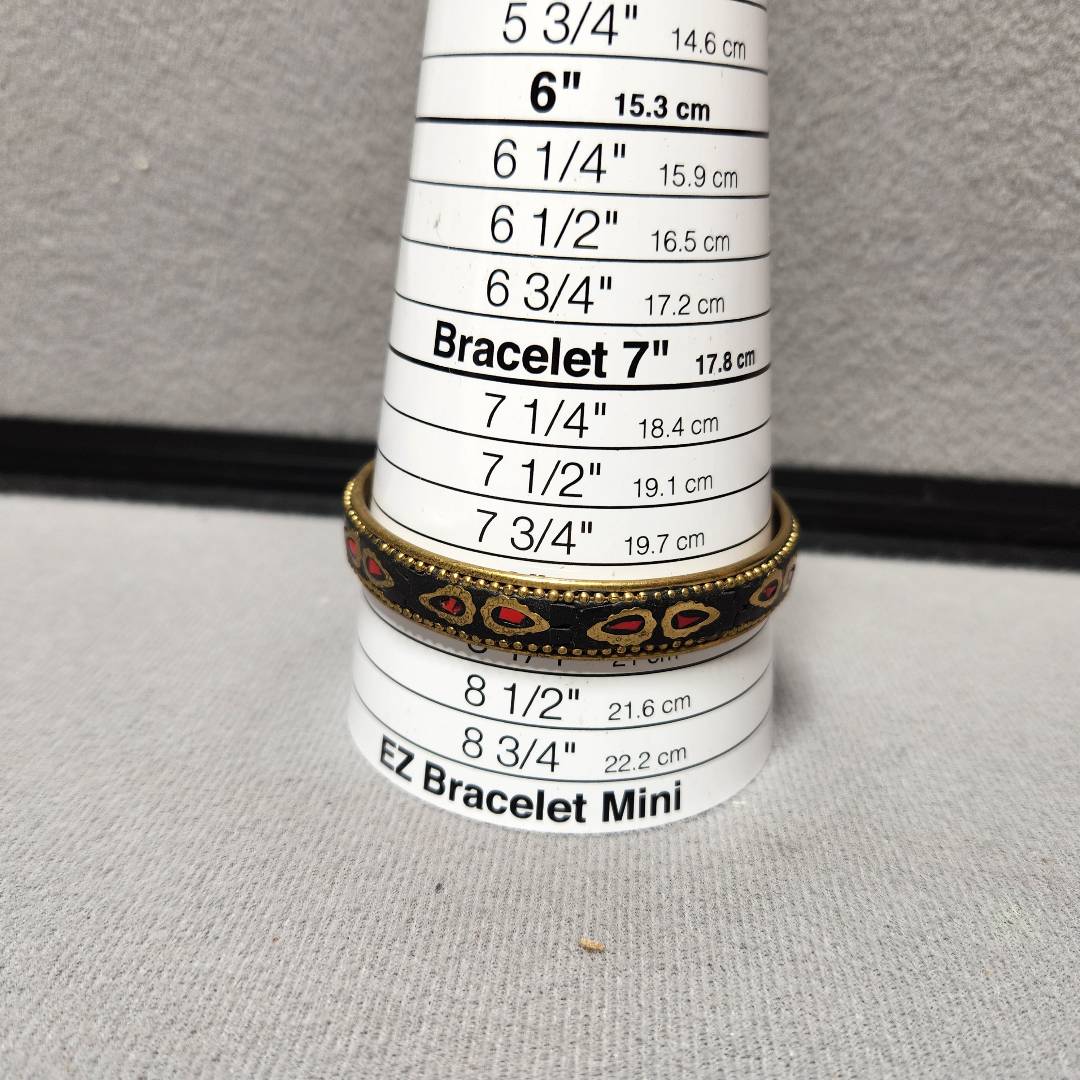 5 3/4" 14.6 cm
6" 15.3 cm
6 1/4" 15.9 cm
6 1/2" 16.5 cm
6 3/4" 17.2 cm
Bracelet 7" 17.8 cm
7 1/4" 18.4 cm
7 1/2" 19.1 cm
7 3/4" 19.7 cm
8 1/2" 21.6 cm
8 3/4" 22.2 cm
EZ Bracelet Mini